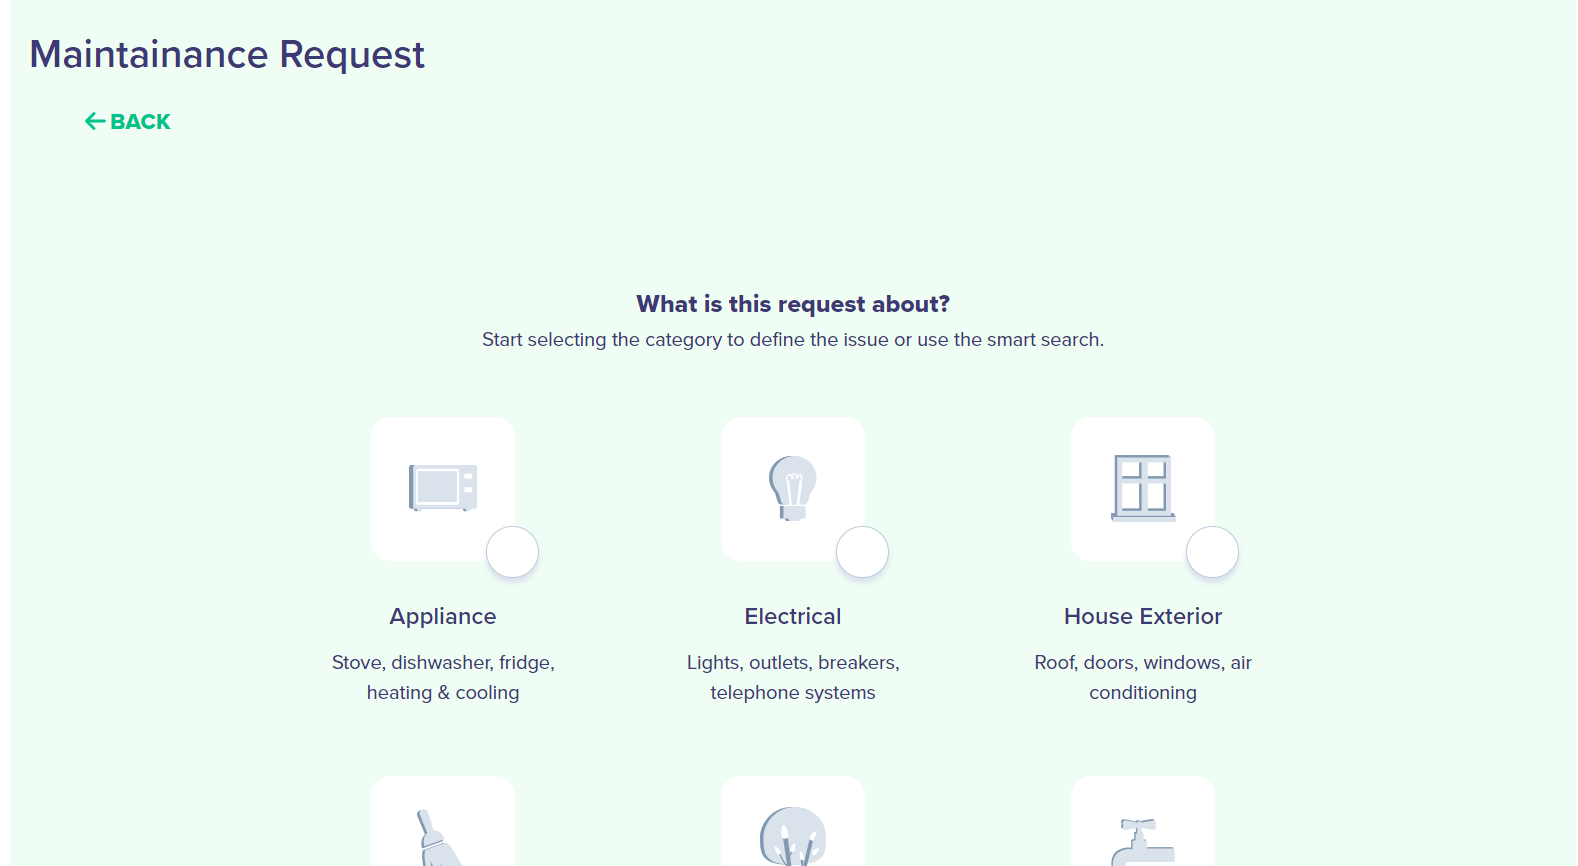 Maintainance Request
BACK
What is this request about?
Start selecting the category to define the issue or use the smart search.
Appliance
Stove, dishwasher, fridge,
heating & cooling
Electrical
Lights, outlets, breakers,
telephone systems
House Exterior
Roof, doors, windows, air
conditioning